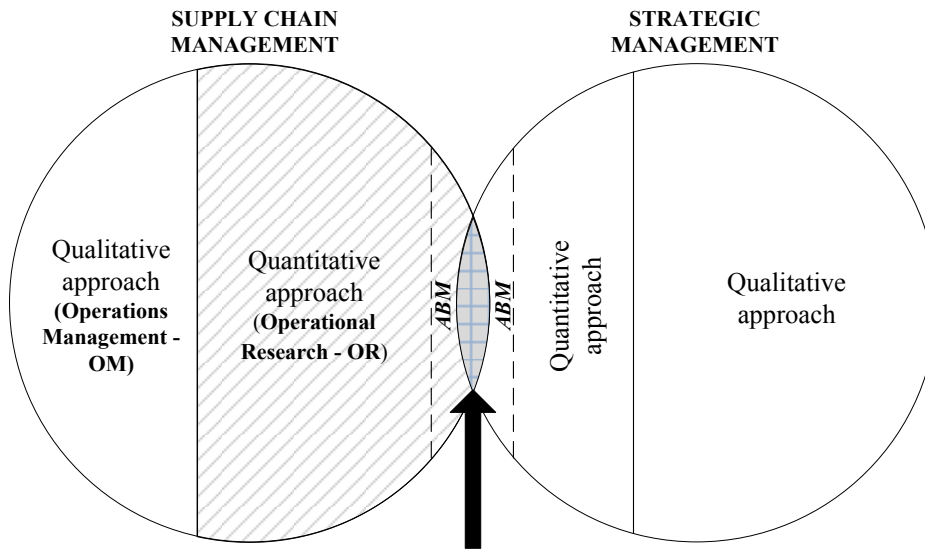 SUPPLY CHAIN
MANAGEMENT
STRATEGIC
MANAGEMENT
Qualitative
approach
(Operations
Management -
OM)
Quantitative
approach
(Operational
Research - OR)
ABM
ABM
Quantitative
approach
Qualitative
approach